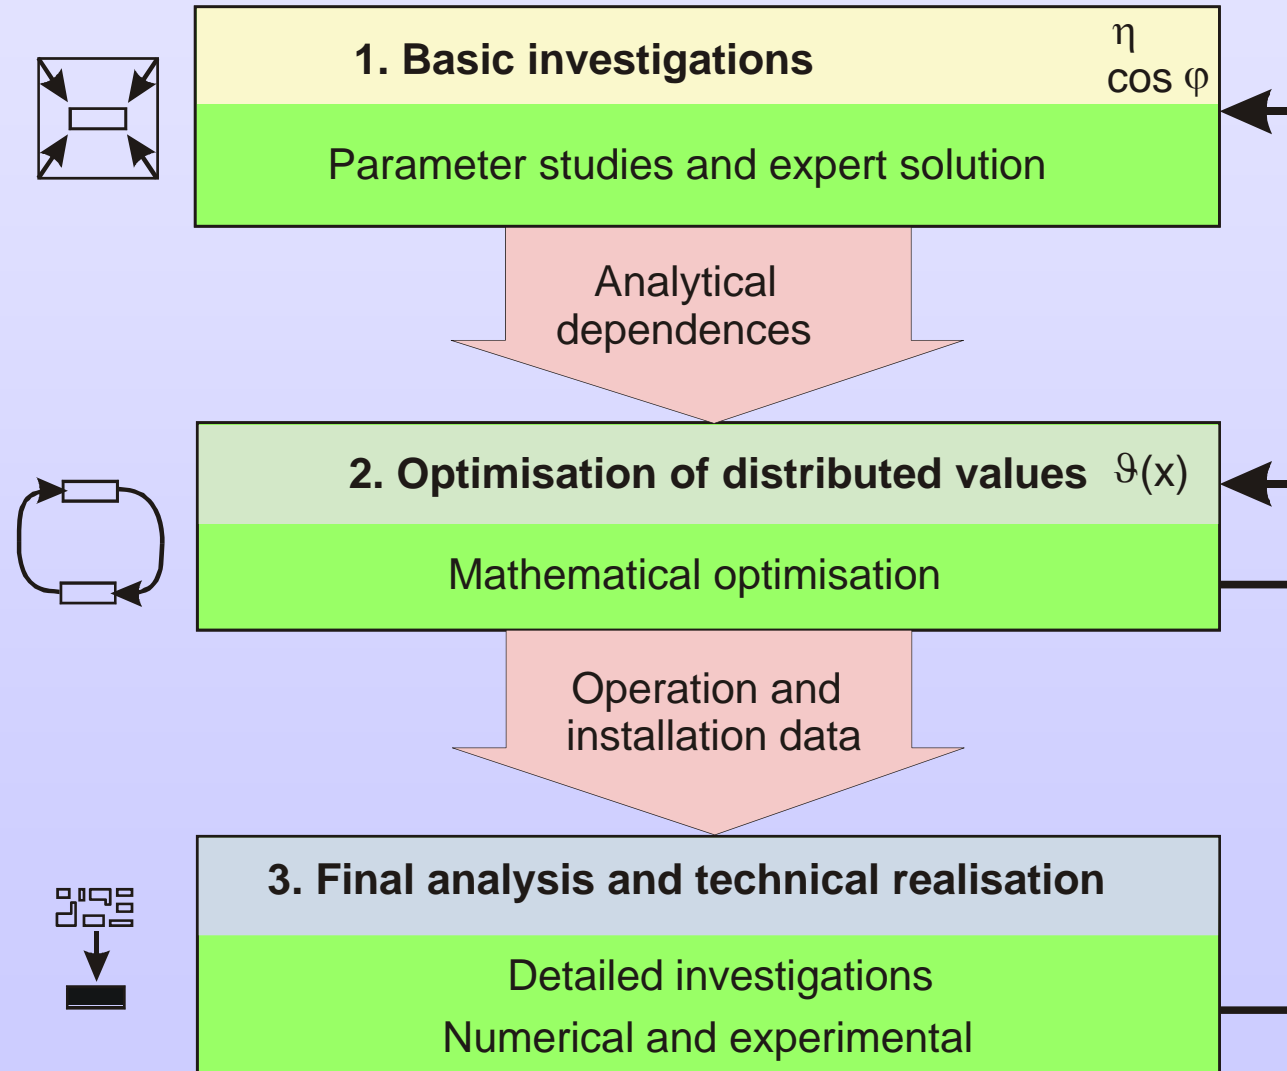 1. Basic investigations
η
cos φ
Parameter studies and expert solution
Analytical
dependences
2. Optimisation of distributed values ϑ(x)
Mathematical optimisation
Operation and
installation data
3. Final analysis and technical realisation
Detailed investigations
Numerical and experimental